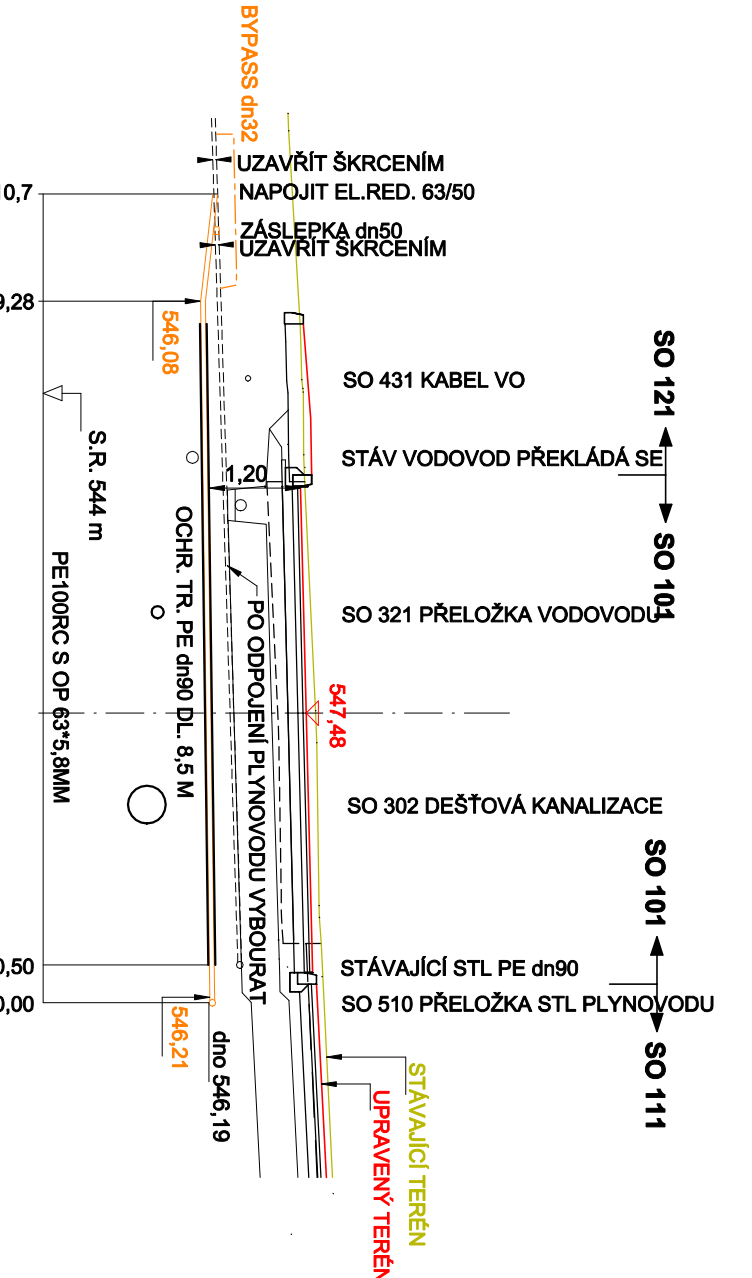 BYPASS dn32
UZAVŘÍT ŠKRCENÍM
NAPOJIT EL.RED. 63/50
ZÁSLEPKA dn50
UZAVŘÍT ŠKRCENÍM
10,7
9,28
546,08
SO 431 KABEL VO
SO 121
STÁV VODOVOD PŘEKLÁDÁ SE
1,20
S.R. 544 m
OCHR. TR. PE dn90 DL. 8,5 M
SO 101
PE100RC S OP 63*5,8MM
PO ODPOJENÍ PLYNOVODU VYBOURAT
SO 321 PŘELOŽKA VODOVODU
547,48
SO 302 DEŠŤOVÁ KANALIZACE
SO 101
0,50
STÁVAJÍCÍ STL PE dn90
0,00
SO 510 PŘELOŽKA STL PLYNOVODU
546,21
dno 546,19
SO 111
STÁVAJÍCÍ TERÉN
UPRAVENÝ TERÉN